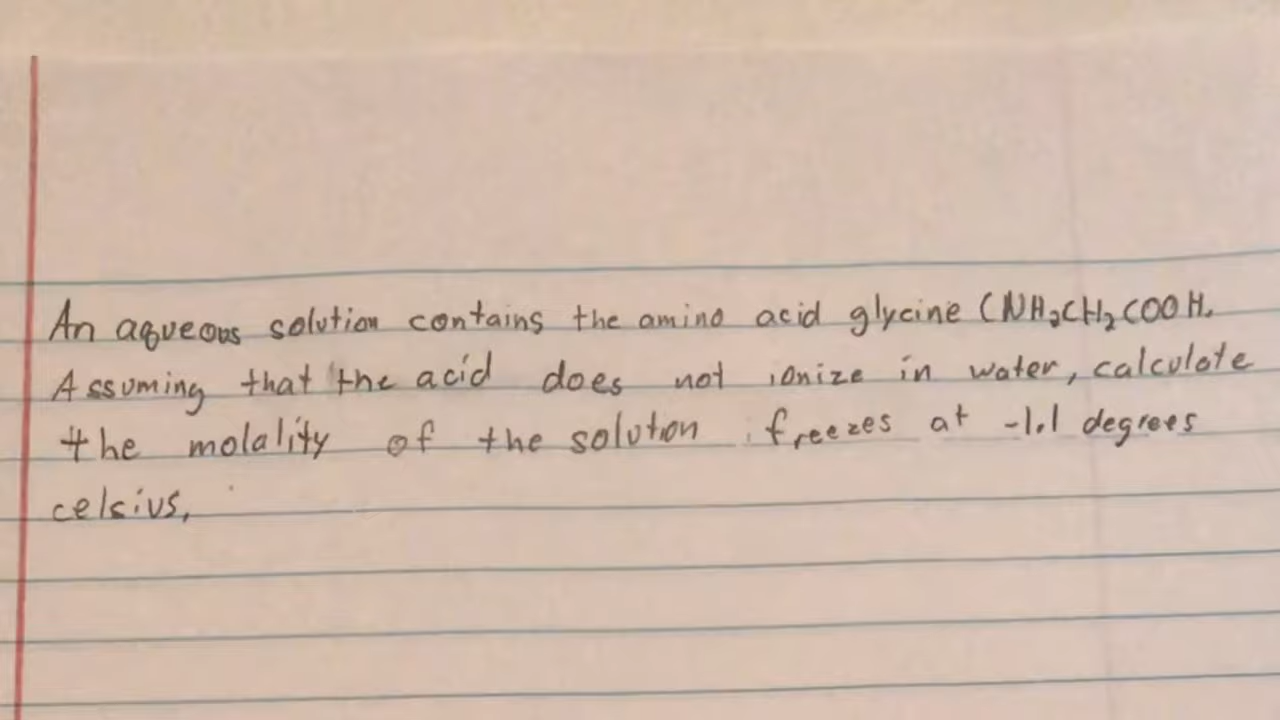 An aqueous solution contains the amino acid glycine (NH₂CH₂COOH.
Assuming that the acid does not ionize in water, calculate
the molality of the solution freezes at -1.1 degrees
celsius,